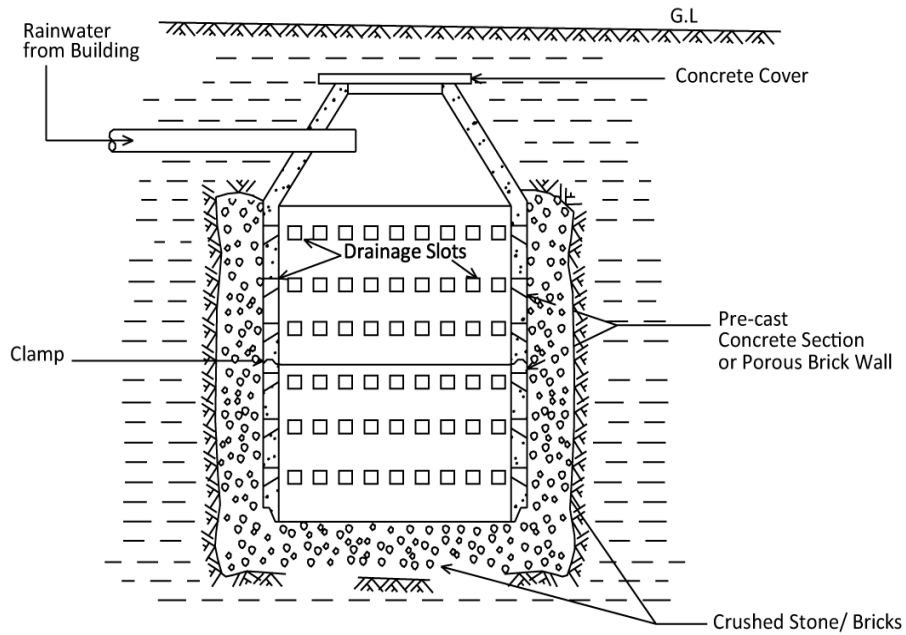 G.L
Rainwater
from Building
Concrete Cover
Drainage Slots
Pre-cast
Concrete Section
or Porous Brick Wall
Clamp
Crushed Stone/ Bricks